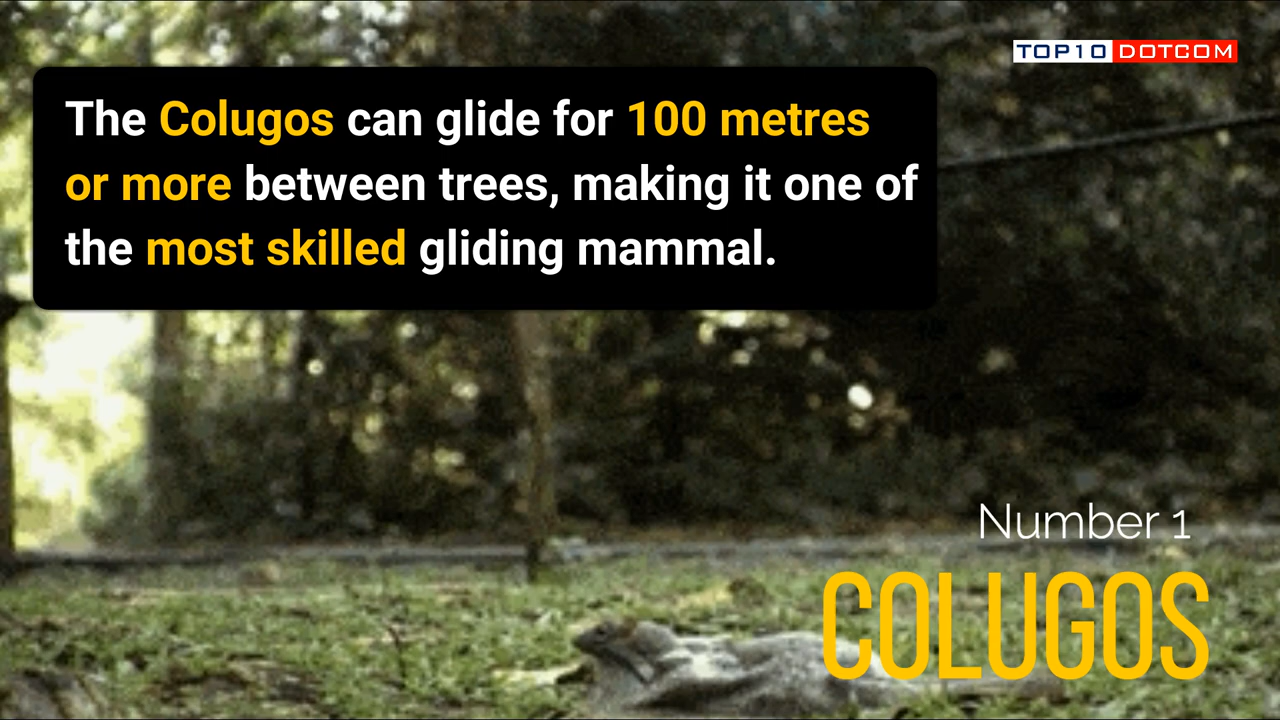 TOP10 DOTCOM
The Colugos can glide for 100 metres
or more between trees, making it one of
the most skilled gliding mammal.
Number 1
COLUGOS